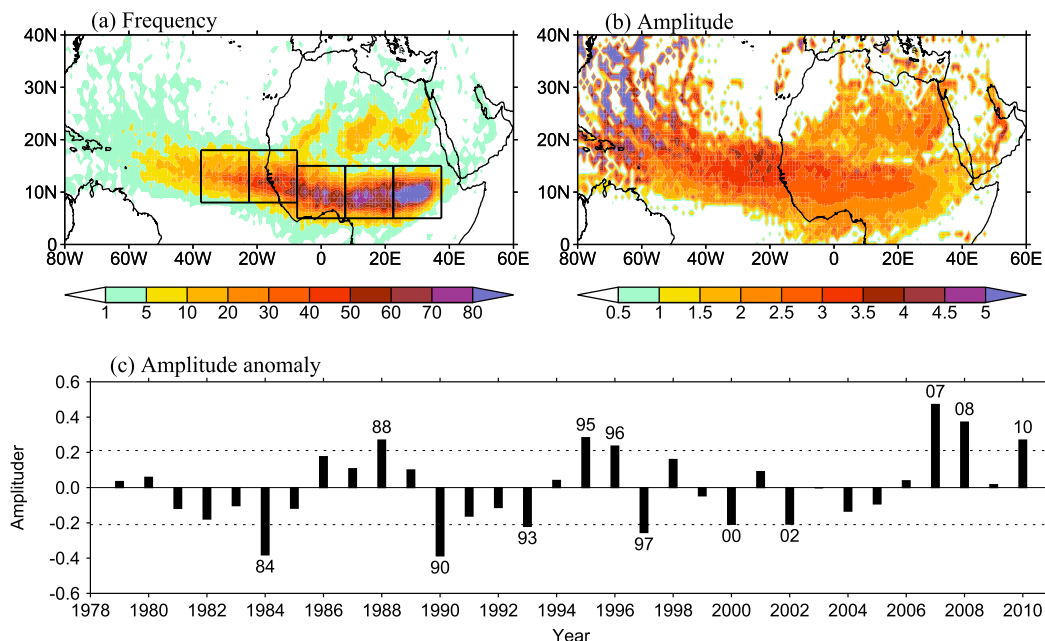 (a) Frequency
(b) Amplitude
40N 40N
30N 30N
20N 20N
10N 10N
0 0
80W 60W 40W 20W 0 20E 40E 60E
80W 60W 40W 20W 0 20E 40E 60E
1 5 10 20 30 40 50 60 70 80
0.5 1 1.5 2 2.5 3 3.5 4 4.5 5
(c) Amplitude anomaly
0.6
0.4
0.2
0.0
-0.2
-0.4
-0.6
Amplituder
84 88 90 93 95 96 97 00 02 07 08 10
1978 1980 1982 1984 1986 1988 1990 1992 1994 1996 1998 2000 2002 2004 2006 2008 2010
Year